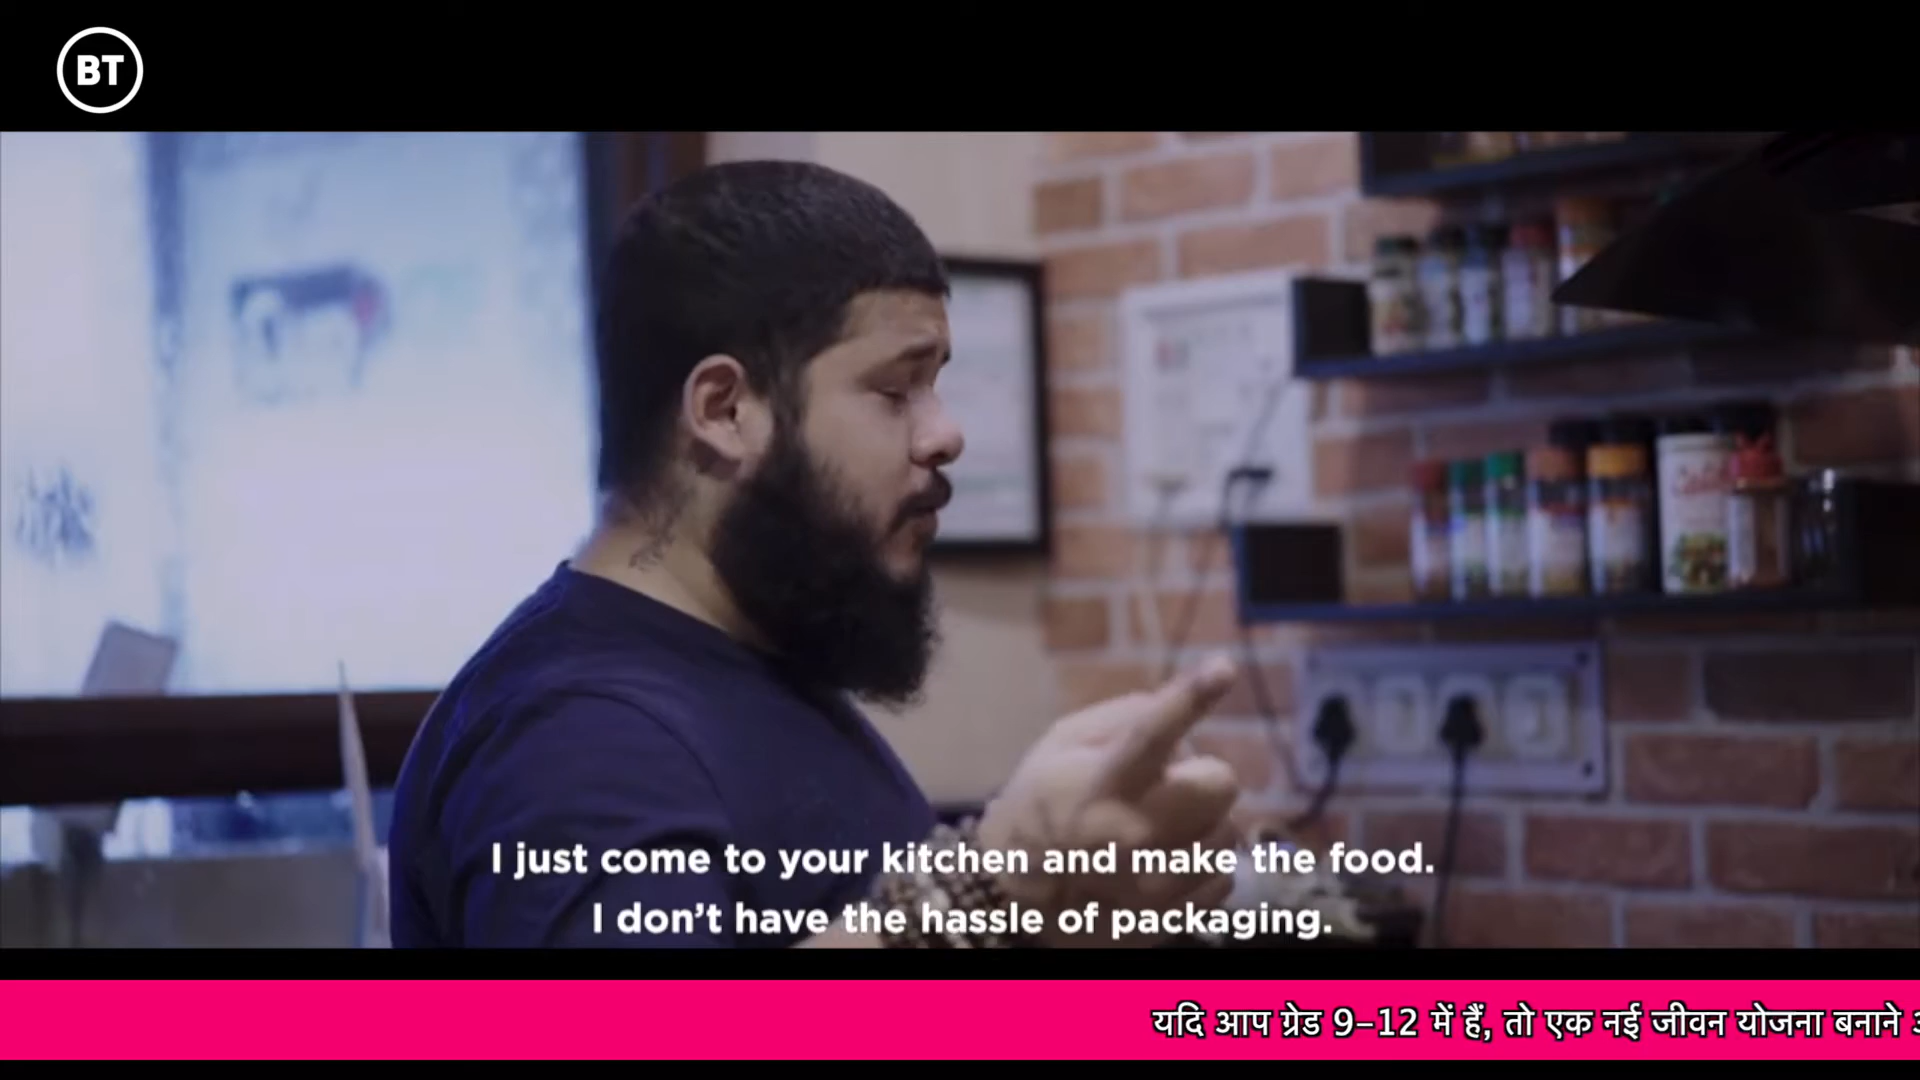 BT
I just come to your kitchen and make the food.
I don't have the hassle of packaging.
यदि आप ग्रेड 9-12 में हैं, तो एक नई जीवन योजना बनाने